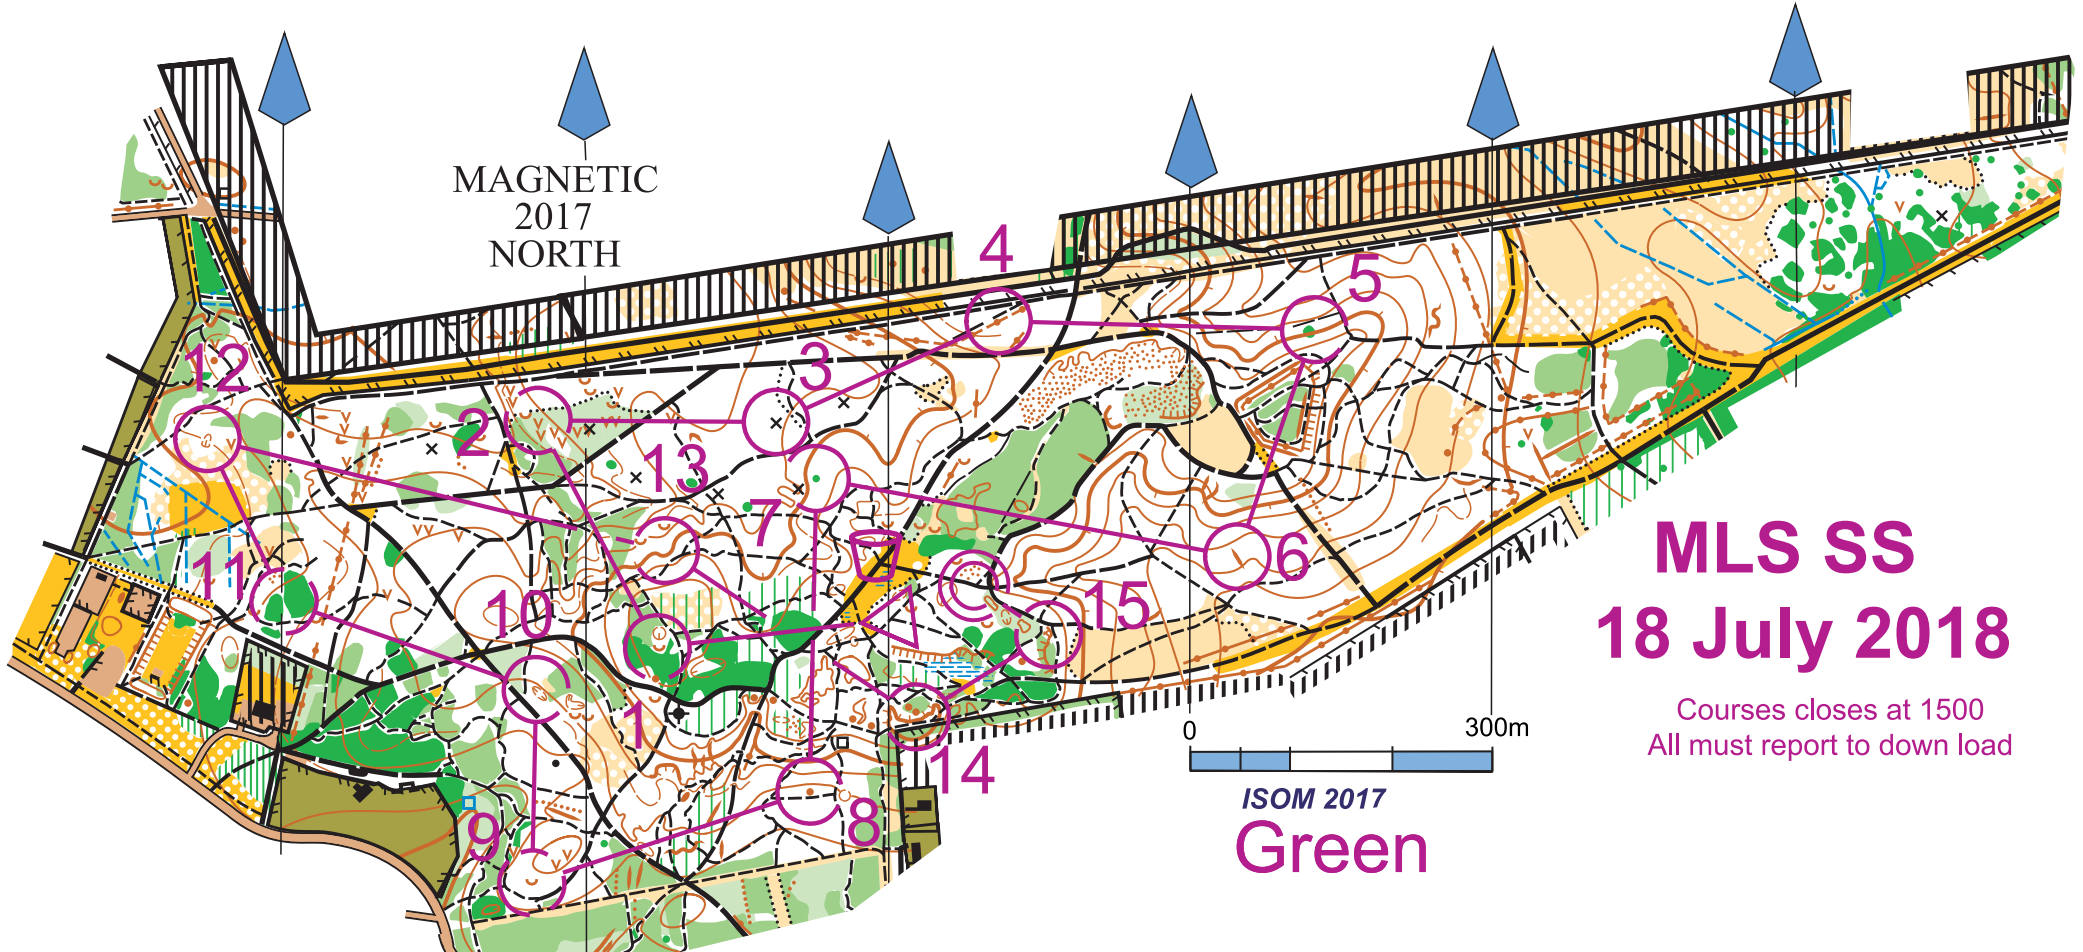 MAGNETIC
2017
NORTH
4
5
12
3
2
13
7
6
11
10
15
1
14
8
9
MLS SS
18 July 2018
Courses closes at 1500
All must report to down load
0
300m
ISOM 2017
Green